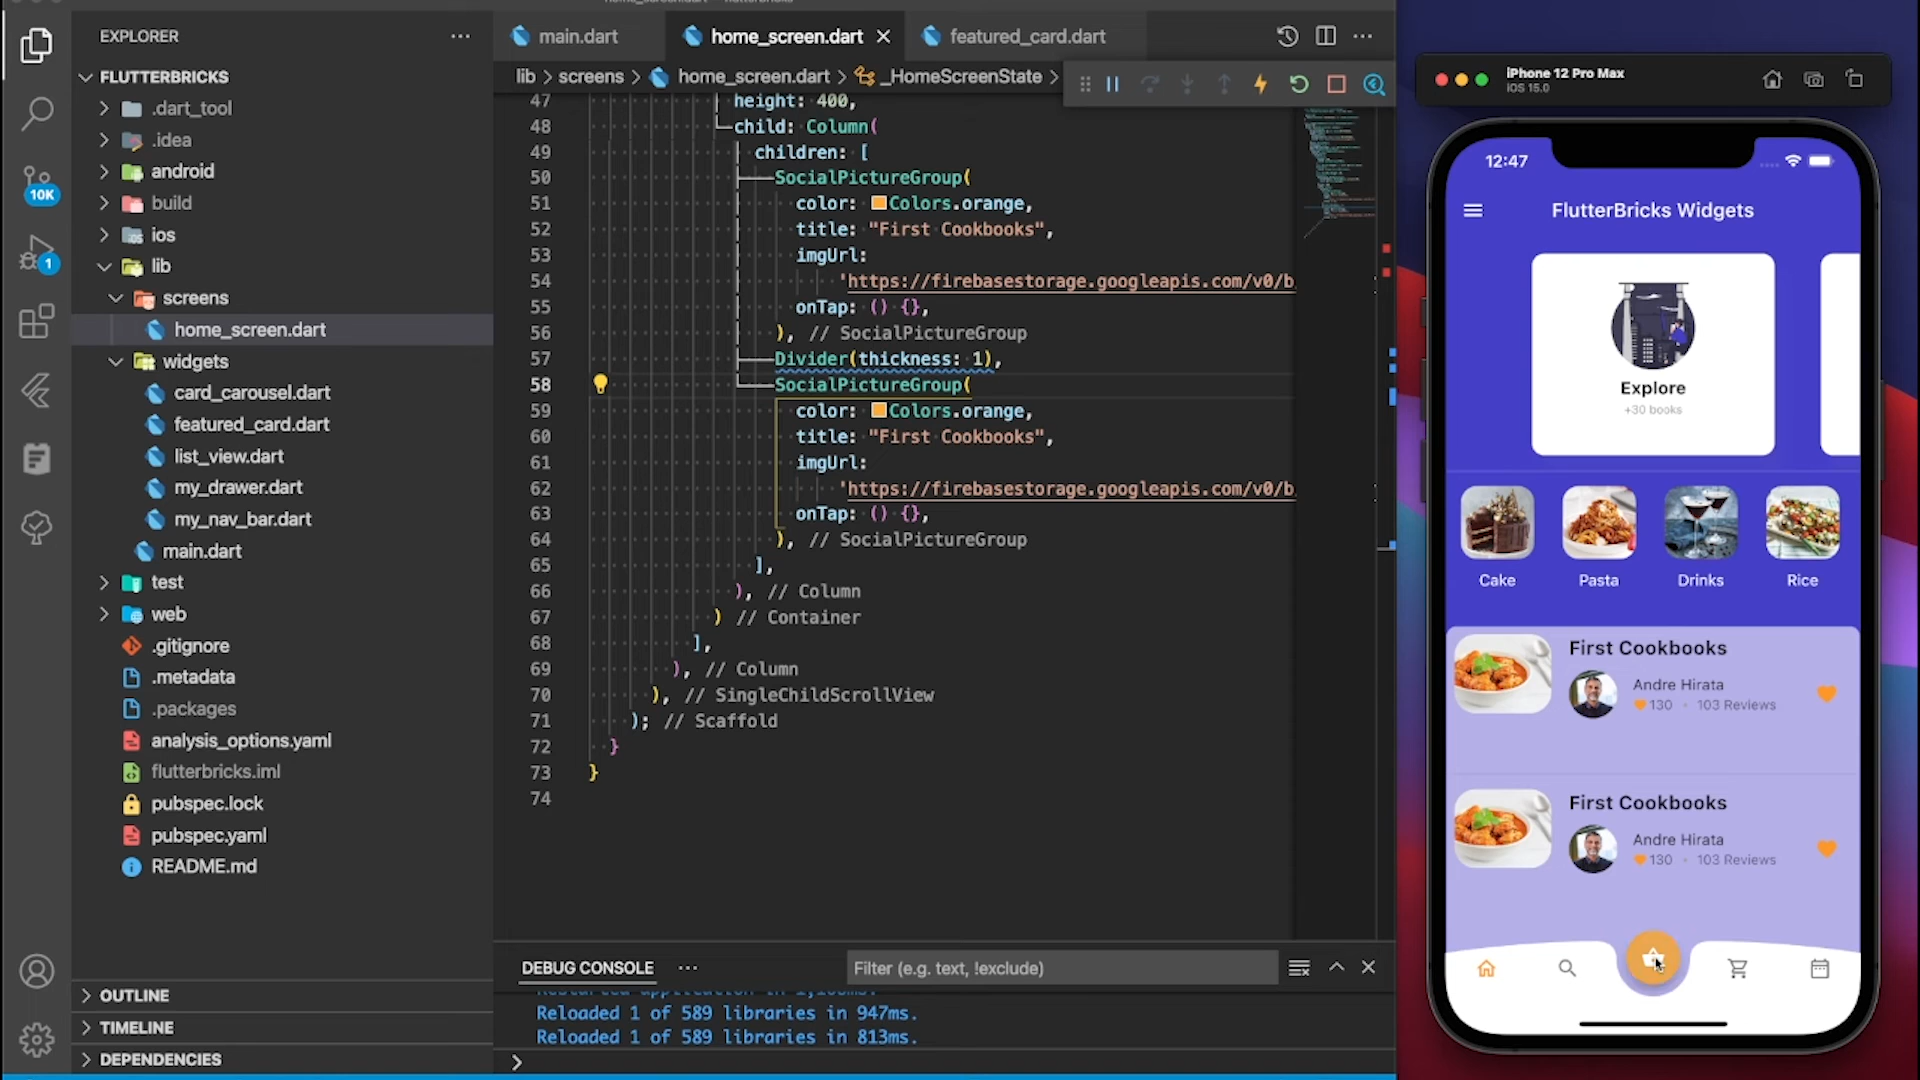 EXPLORER
FLUTTERBRICKS
.dart_tool
.idea
android
build
ios
lib
screens
home_screen.dart
widgets
card_carousel.dart
featured_card.dart
list_view.dart
my_drawer.dart
my_nav_bar.dart
main.dart
test
web
.gitignore
.metadata
.packages
analysis_options.yaml
flutterbricks.iml
pubspec.lock
pubspec.yaml
README.md
OUTLINE
TIMELINE
DEPENDENCIES
10K
1
main.dart
home_screen.dart
featured_card.dart
lib > screens > home_screen.dart > _HomeScreenState >
47 height: 400,
48 child: Column(
49 children: [
50 SocialPictureGroup(
51 color: Colors.orange,
52 title: "First Cookbooks",
53 imgUrl:
54 'https://firebasestorage.googleapis.com/v0/b
55 onTap: () {},
56 ), // SocialPictureGroup
57 Divider(thickness: 1),
58 SocialPictureGroup(
59 color: Colors.orange,
60 title: "First Cookbooks",
61 imgUrl:
62 'https://firebasestorage.googleapis.com/v0/b
63 onTap: () {},
64 ), // SocialPictureGroup
65 ],
66 ), // Column
67 ) // Container
68 ],
69 ), // Column
70 ), // SingleChildScrollView
71 ); // Scaffold
72 }
73 }
74
DEBUG CONSOLE
Filter (e.g. text, !exclude)
Reloaded 1 of 589 libraries in 947ms.
Reloaded 1 of 589 libraries in 813ms.
>
iPhone 12 Pro Max
iOS 15.0
12:47
FlutterBricks Widgets
Explore
+30 books
Cake
Pasta
Drinks
Rice
First Cookbooks
Andre Hirata
130 • 103 Reviews
First Cookbooks
Andre Hirata
130 • 103 Reviews